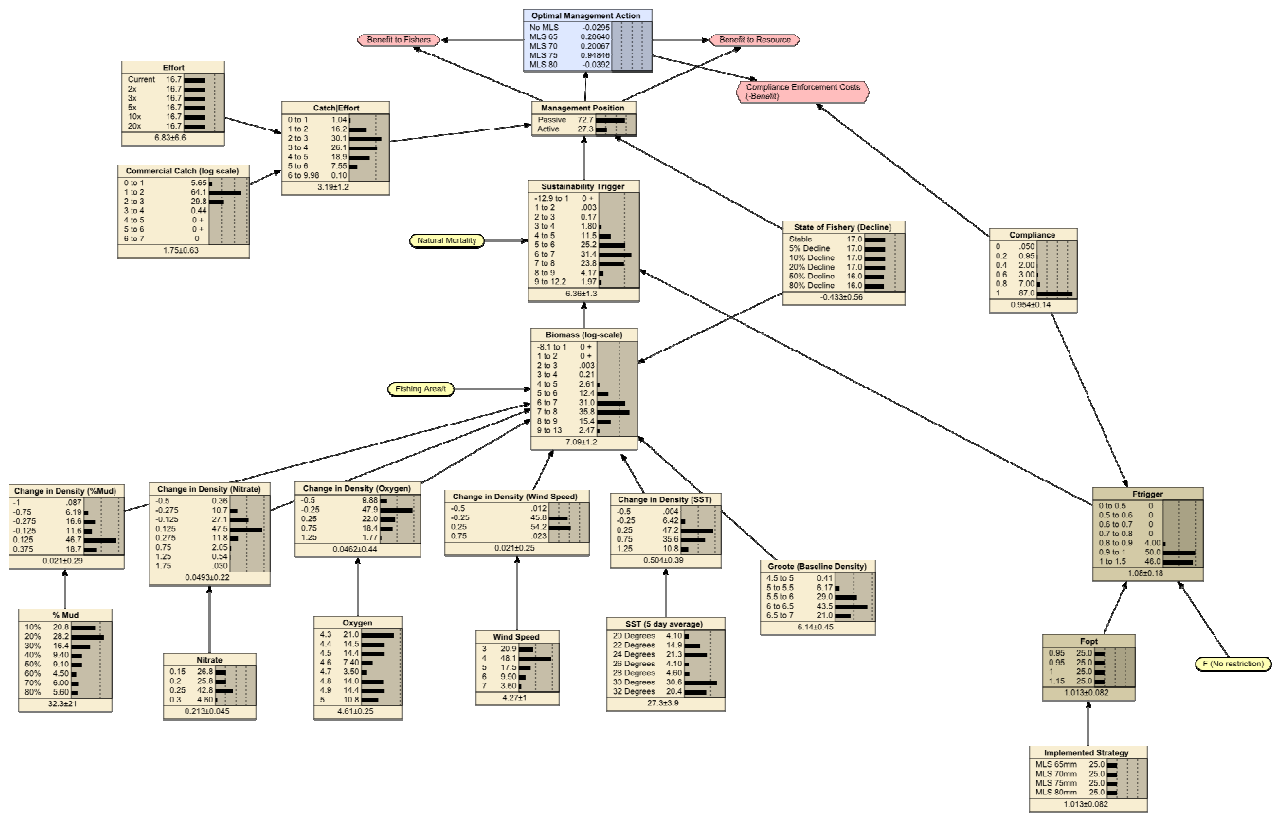 Optimal Management Action
No MLS -0.0295
MLS 65 0.20640
MLS 70 0.20067
MLS 75 0.94846
MLS 80 -0.0392
Benefit to Fishers
Benefit to Resource
Compliance Enforcement Costs
(-Benefit)
Effort
Current 16.7
2x 16.7
3x 16.7
5x 16.7
10x 16.7
20x 16.7
6.83±6.6
Catch|Effort
0 to 1 1.04
1 to 2 16.2
2 to 3 30.1
3 to 4 26.1
4 to 5 18.9
5 to 6 7.55
6 to 9.98 0.10
3.19±1.2
Management Position
Passive 72.7
Active 27.3
Commercial Catch (log scale)
0 to 1 5.65
1 to 2 64.1
2 to 3 29.8
3 to 4 0.44
4 to 5 0 +
5 to 6 0 +
6 to 7 0
1.75±0.63
Sustainability Trigger
-12.9 to 1 0 +
1 to 2 .003
2 to 3 0.17
3 to 4 1.80
4 to 5 11.5
5 to 6 25.2
6 to 7 31.4
7 to 8 23.8
8 to 9 4.17
9 to 12.2 1.97
6.36±1.3
Natural Mortality
State of Fishery (Decline)
Stable 17.0
5% Decline 17.0
10% Decline 17.0
20% Decline 17.0
50% Decline 16.0
80% Decline 16.0
-0.433±0.56
Compliance
0 .050
0.2 0.95
0.4 2.00
0.6 3.00
0.8 7.00
1 87.0
0.954±0.14
Biomass (log-scale)
-8.1 to 1 0 +
1 to 2 0 +
2 to 3 .003
3 to 4 0.21
4 to 5 2.61
5 to 6 12.4
6 to 7 31.0
7 to 8 35.8
8 to 9 15.4
9 to 13 2.47
7.09±1.2
Change in Density (%Mud)
-1 .087
-0.75 6.19
-0.275 16.6
-0.125 11.6
0.125 46.7
0.375 18.7
0.021±0.29
Change in Density (Nitrate)
-0.5 0.36
-0.275 10.7
-0.125 27.1
0.125 47.5
0.275 11.8
0.75 2.05
1.25 0.54
1.75 .030
0.0493±0.22
Change in Density (Oxygen)
-0.5 9.88
-0.25 47.9
0.25 22.0
0.75 18.4
1.25 1.77
0.0462±0.44
Change in Density (Wind Speed)
-0.5 .012
-0.25 45.8
0.25 54.2
0.75 .023
0.021±0.25
Change in Density (SST)
-0.5 .004
-0.25 6.42
0.25 47.2
0.75 35.6
1.25 10.8
0.504±0.39
Groote (Baseline Density)
4.5 to 5 0.41
5 to 5.5 6.17
5.5 to 6 29.0
6 to 6.5 43.5
6.5 to 7 21.0
6.14±0.45
Ftrigger
0 to 0.5 0
0.5 to 0.6 0
0.6 to 0.7 0
0.7 to 0.8 0
0.8 to 0.9 4.00
0.9 to 1 50.0
1 to 1.5 46.0
1.08±0.18
% Mud
10% 20.8
20% 28.2
30% 16.4
40% 9.40
50% 9.10
60% 4.50
70% 6.00
80% 5.60
32.3±21
Nitrate
0.15 26.8
0.2 25.8
0.25 42.8
0.3 4.60
0.213±0.045
Oxygen
4.3 21.0
4.4 14.5
4.5 14.4
4.6 7.40
4.7 3.50
4.8 14.0
4.9 14.4
5 10.8
4.61±0.25
Wind Speed
3 20.9
4 48.1
5 17.5
6 9.90
7 3.60
4.27±1
SST (5 day average)
20 Degrees 4.10
22 Degrees 14.9
24 Degrees 21.3
26 Degrees 4.10
28 Degrees 4.60
30 Degrees 30.6
32 Degrees 20.4
27.3±3.9
Fopt
0.95 25.0
0.95 25.0
1 25.0
1.15 25.0
1.013±0.082
F (No restriction)
Implemented Strategy
MLS 65mm 25.0
MLS 70mm 25.0
MLS 75mm 25.0
MLS 80mm 25.0
1.013±0.082